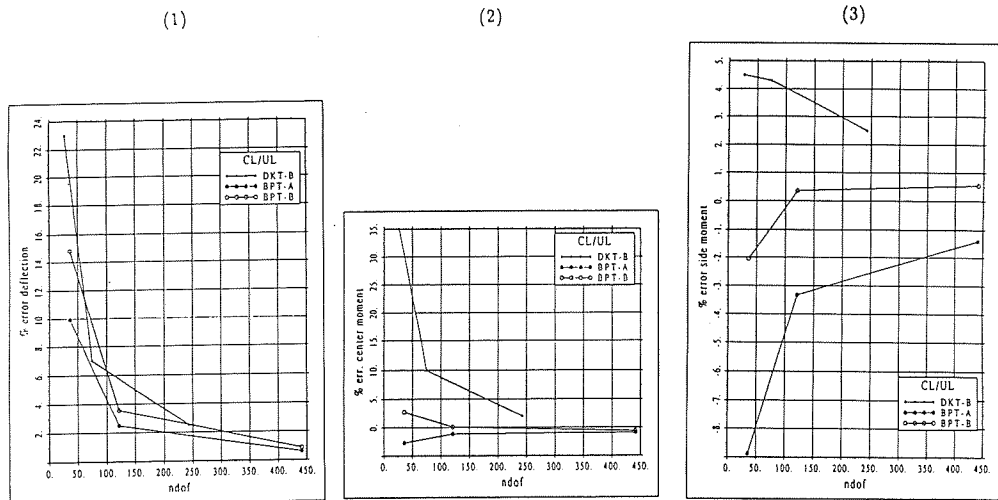 (1)
24
22.
20.
18.
16.
14.
12.
10.
8.
6.
4.
2.
% error deflection
CL/UL
DKT-B
BPT-A
BPT-B
0. 50. 100. 150. 200. 250. 300. 350. 400. 450.
ndof
(2)
35.
30.
25.
20.
15.
10.
5.
0.
% err. center moment
CL/UL
DKT-B
BPT-A
BPT-B
0. 50. 100. 150. 200. 250. 300. 350. 400. 450.
ndof
(3)
5.
4.
3.
2.
1.
0.
-1.
-2.
-3.
-4.
-5.
-6.
-7.
-8.
% error side moment
CL/UL
DKT-B
BPT-A
BPT-B
0. 50. 100. 150. 200. 250. 300. 350. 400. 450.
ndof